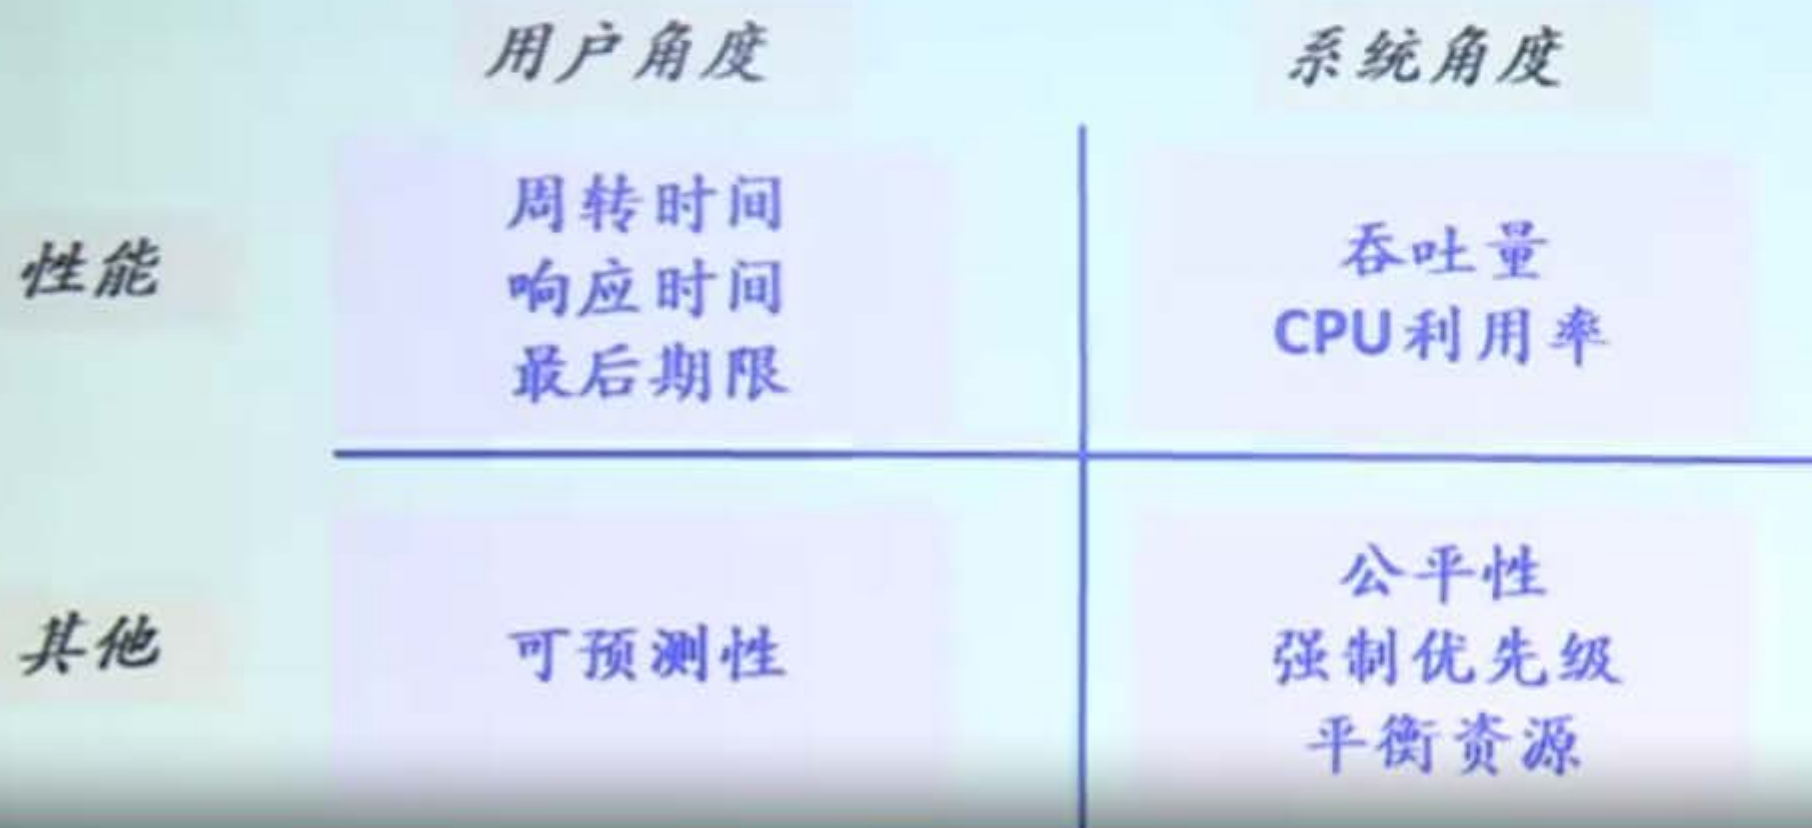 用户角度
系统角度
性能
周转时间
响应时间
最后期限
吞吐量
CPU利用率
其他
可预测性
公平性
强制优先级
平衡资源